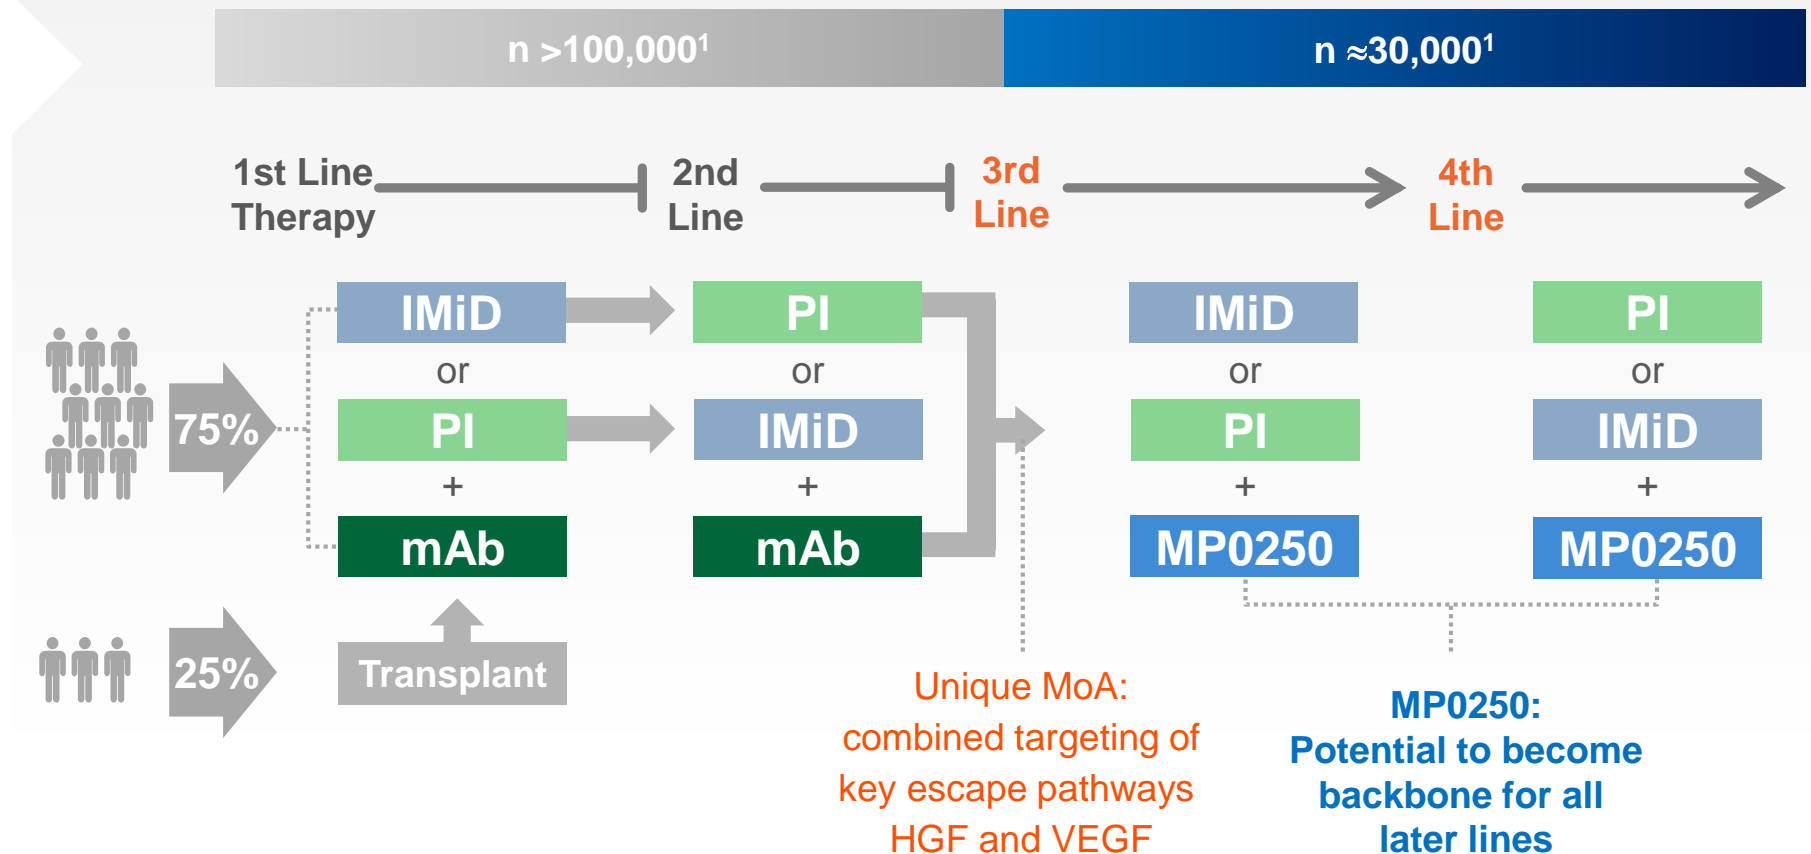 n >100,000¹
n ≈30,000¹
1st Line
Therapy
2nd
Line
3rd
Line
4th
Line
IMiD
PI
IMiD
PI
or
or
or
or
75%
PI
IMiD
PI
IMiD
+
+
+
+
mAb
mAb
MP0250
MP0250
25%
Transplant
Unique MoA:
combined targeting of
key escape pathways
HGF and VEGF
MP0250:
Potential to become
backbone for all
later lines